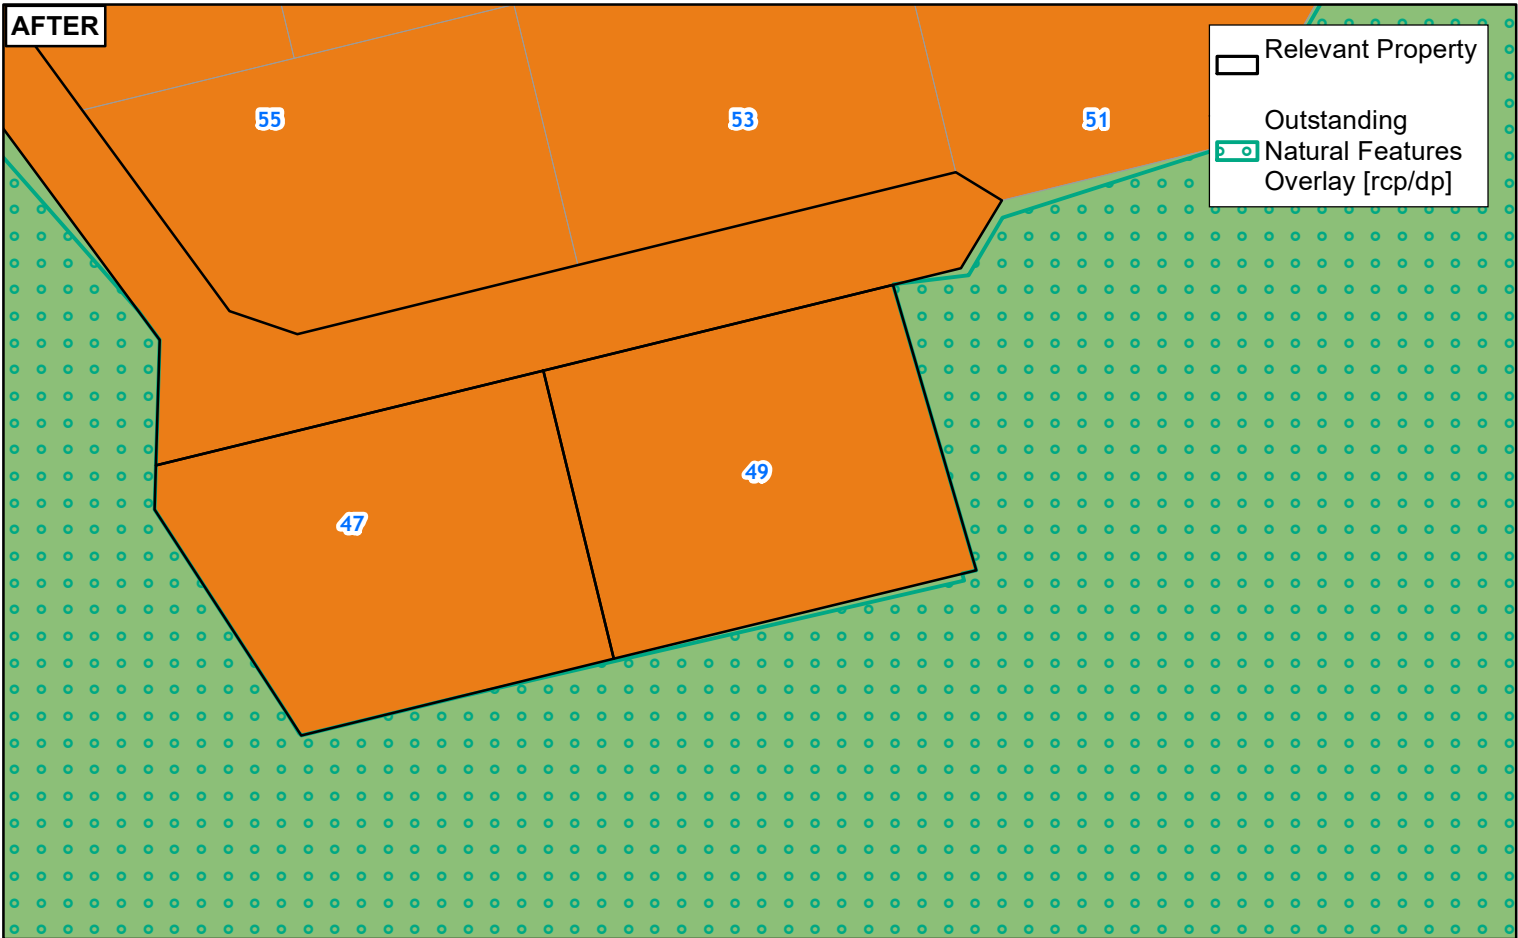 AFTER
Relevant Property
Outstanding
Natural Features
Overlay [rcp/dp]
55
53
51
49
47